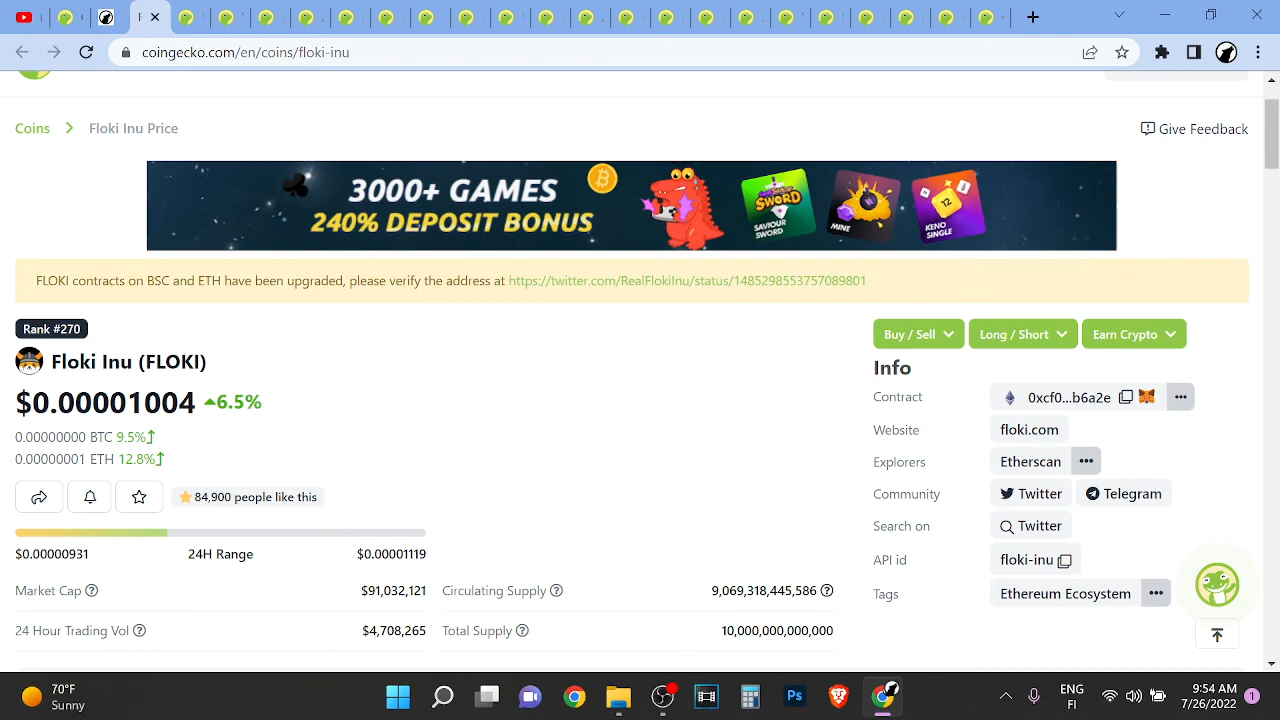 coingecko.com/en/coins/floki-inu
Coins
Floki Inu Price
Give Feedback
3000+ GAMES
240% DEPOSIT BONUS
SAVIOUR SWORD
MINE
KENO SINGLE
12
FLOKI contracts on BSC and ETH have been upgraded, please verify the address at https://twitter.com/RealFlokiInu/status/1485298553757089801
Rank #270
Floki Inu (FLOKI)
$0.00001004 6.5%
0.00000000 BTC 9.5%
0.00000001 ETH 12.8%
84,900 people like this
$0.00000931 24H Range $0.00001119
Market Cap $91,032,121
Circulating Supply 9,069,318,445,586
24 Hour Trading Vol $4,708,265
Total Supply 10,000,000,000,000
Buy / Sell
Long / Short
Earn Crypto
Info
Contract 0xcf0...b6a2e
Website floki.com
Explorers Etherscan
Community Twitter Telegram
Search on Twitter
API id floki-inu
Tags Ethereum Ecosystem
70°F
Sunny
Ps
ENG
FI
9:54 AM
7/26/2022
1